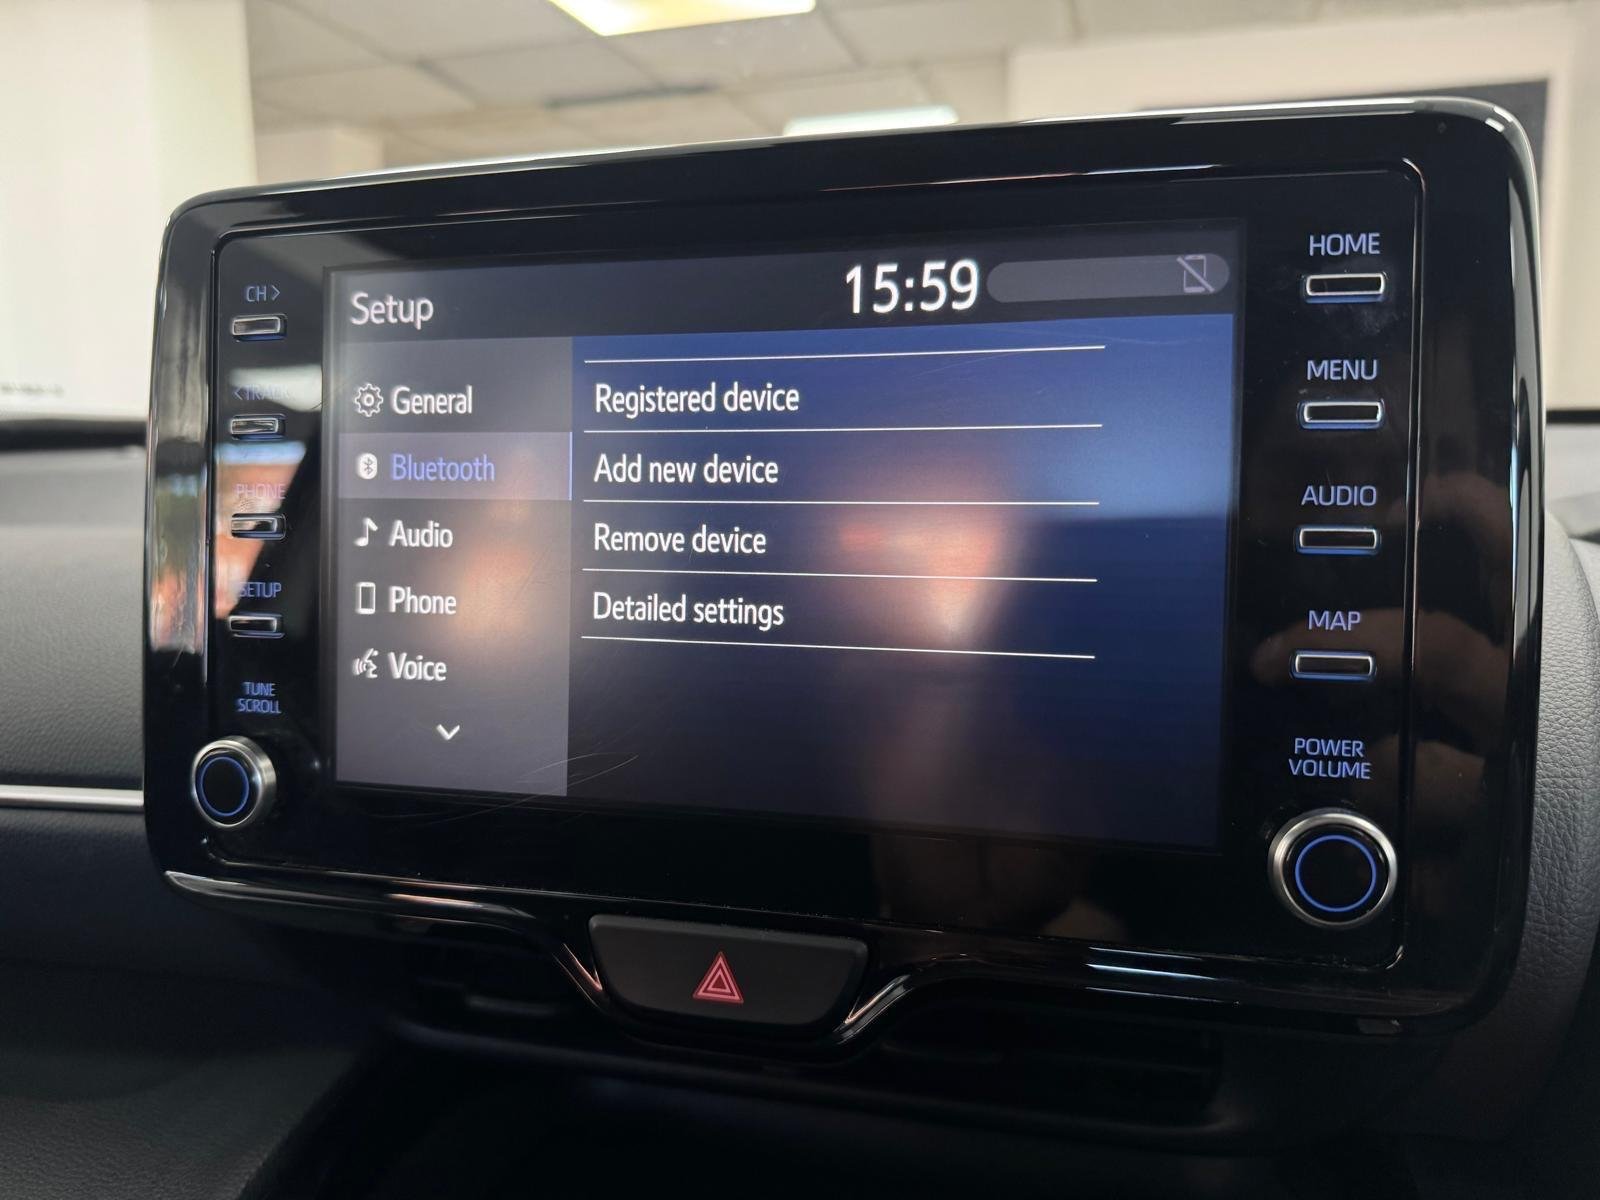 Setup
15:59
General
Bluetooth
Audio
Phone
Voice
Registered device
Add new device
Remove device
Detailed settings
CH >
< TRACK
PHONE
SETUP
TUNE
SCROLL
HOME
MENU
AUDIO
MAP
POWER
VOLUME